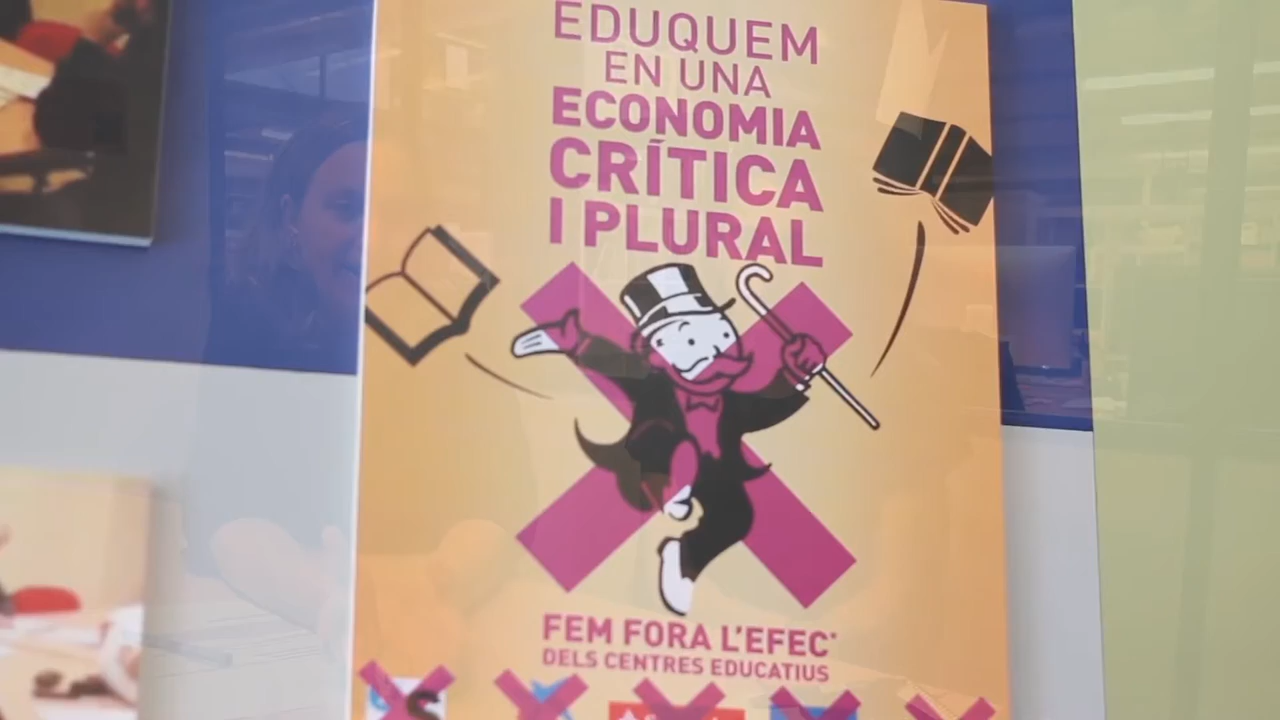 EDUQUEM
EN UNA
ECONOMIA
CRÍTICA
I PLURAL
FEM FORA L'EFEC*
DELS CENTRES EDUCATIUS